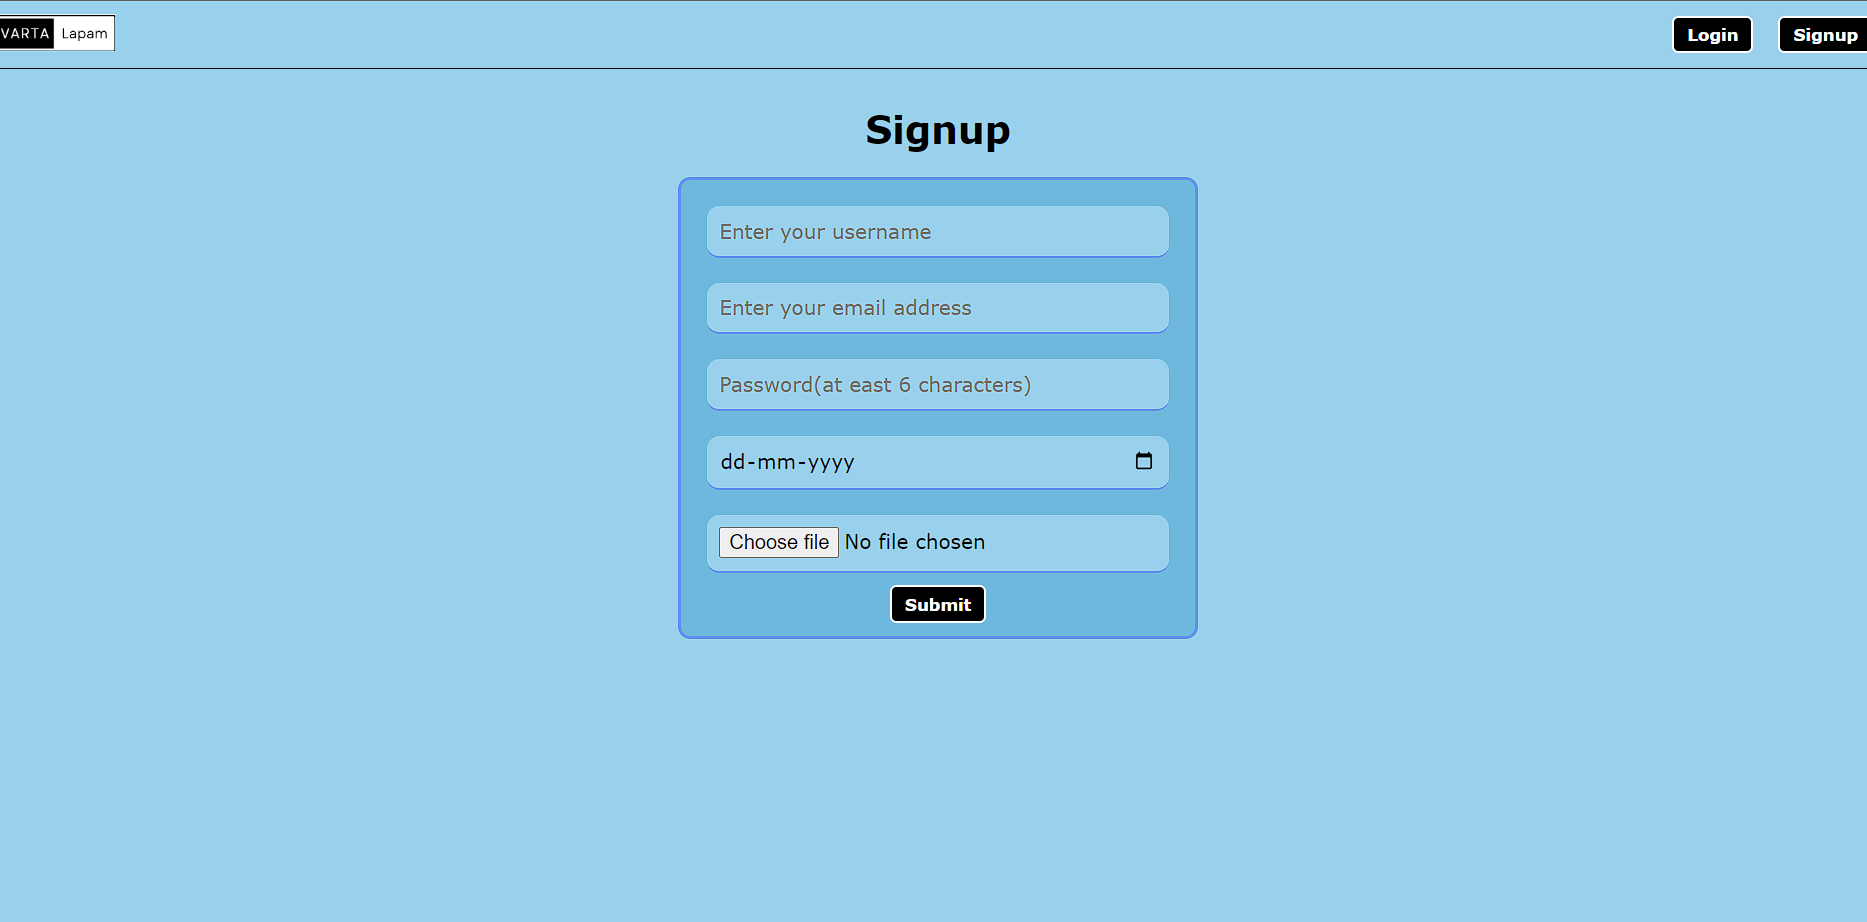 VARTA Lapam
Login Signup
Signup
Enter your username
Enter your email address
Password(at east 6 characters)
dd-mm-yyyy
Choose file No file chosen
Submit